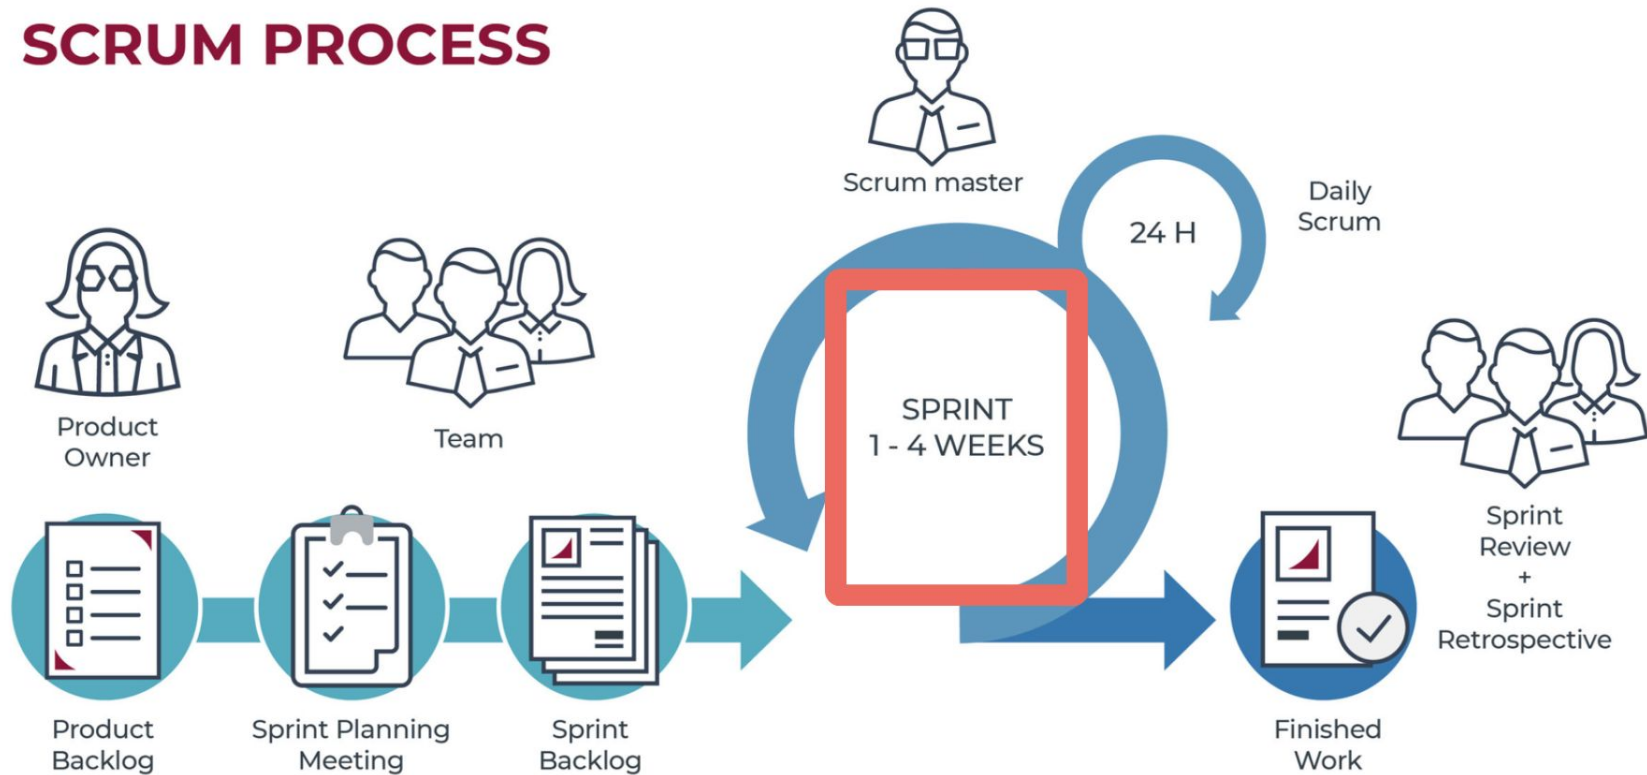 SCRUM PROCESS
Scrum master
24 H
Daily
Scrum
Product
Owner
Team
SPRINT
1 - 4 WEEKS
Sprint
Review
+
Sprint
Retrospective
Product
Backlog
Sprint Planning
Meeting
Sprint
Backlog
Finished
Work